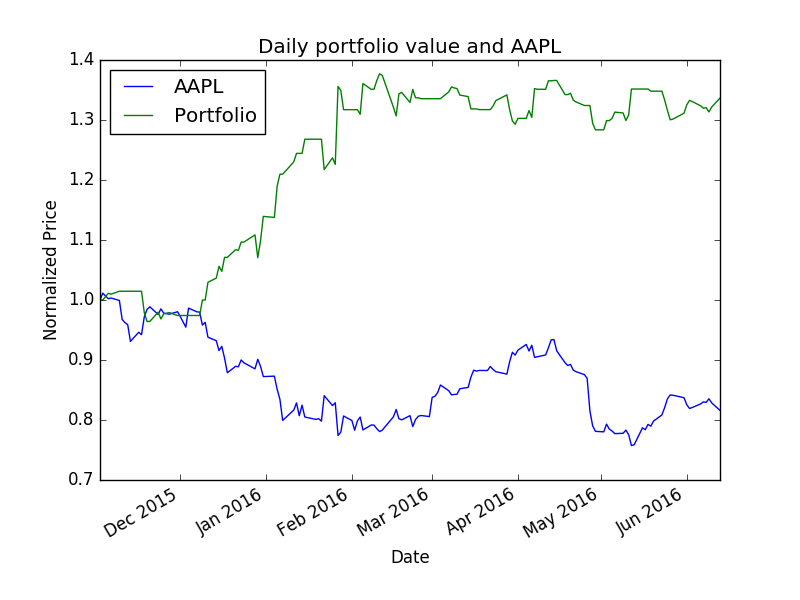 Daily portfolio value and AAPL
AAPL
Portfolio
1.4
1.3
1.2
1.1
1.0
0.9
0.8
0.7
Normalized Price
Dec 2015
Jan 2016
Feb 2016
Mar 2016
Apr 2016
May 2016
Jun 2016
Date